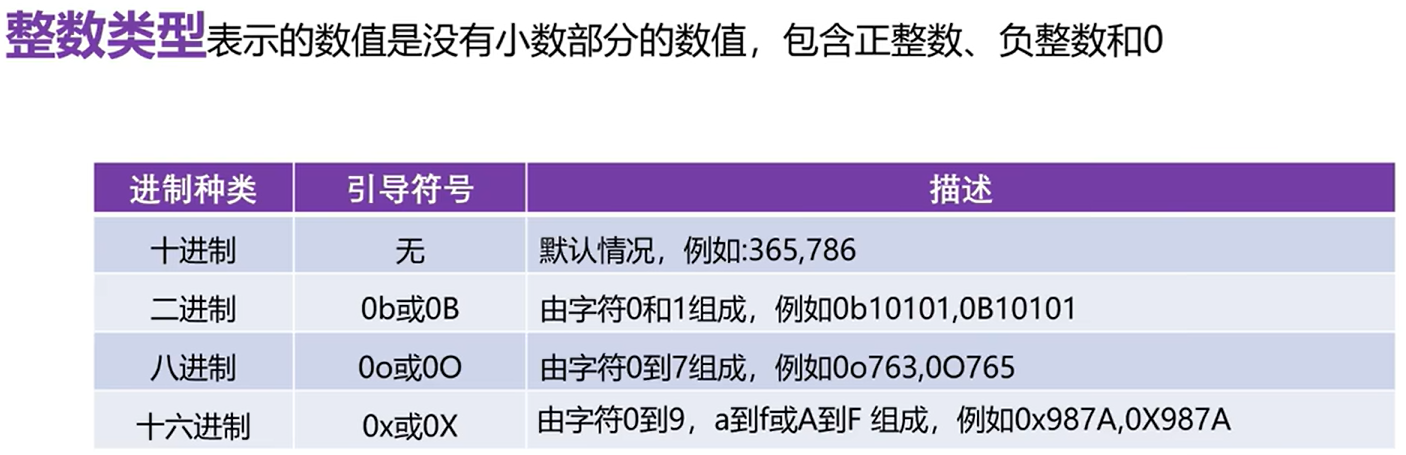 整数类型表示的数值是没有小数部分的数值，包含正整数、负整数和0
进制种类 引导符号 描述
十进制 无 默认情况，例如:365,786
二进制 0b或0B 由字符0和1组成，例如0b10101,0B10101
八进制 0o或0O 由字符0到7组成，例如0o763,0O765
十六进制 0x或0X 由字符0到9，a到f或A到F 组成，例如0x987A,0X987A